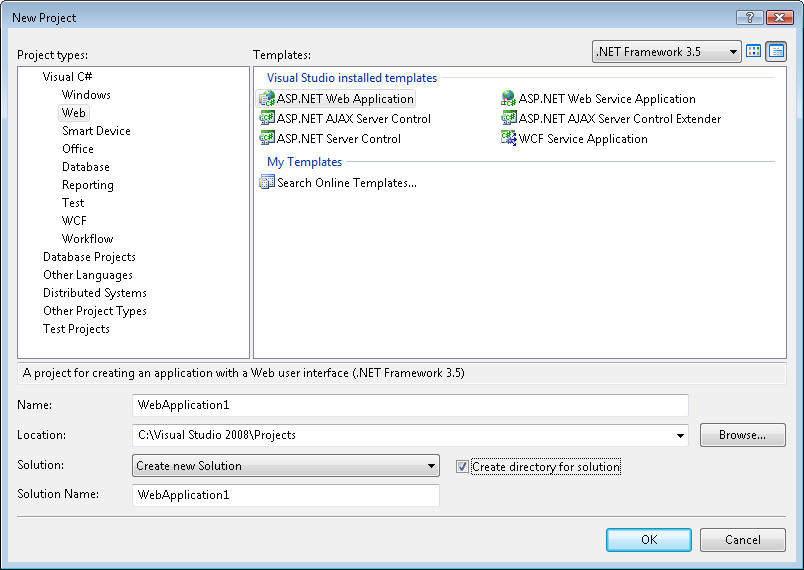 New Project
Project types:
Templates:
.NET Framework 3.5
Visual C#
Windows
Web
Smart Device
Office
Database
Reporting
Test
WCF
Workflow
Database Projects
Other Languages
Distributed Systems
Other Project Types
Test Projects
Visual Studio installed templates
ASP.NET Web Application
ASP.NET Web Service Application
ASP.NET AJAX Server Control
ASP.NET AJAX Server Control Extender
ASP.NET Server Control
WCF Service Application
My Templates
Search Online Templates...
A project for creating an application with a Web user interface (.NET Framework 3.5)
Name:
WebApplication1
Location:
C:\Visual Studio 2008\Projects
Browse...
Solution:
Create new Solution
Create directory for solution
Solution Name:
WebApplication1
OK
Cancel